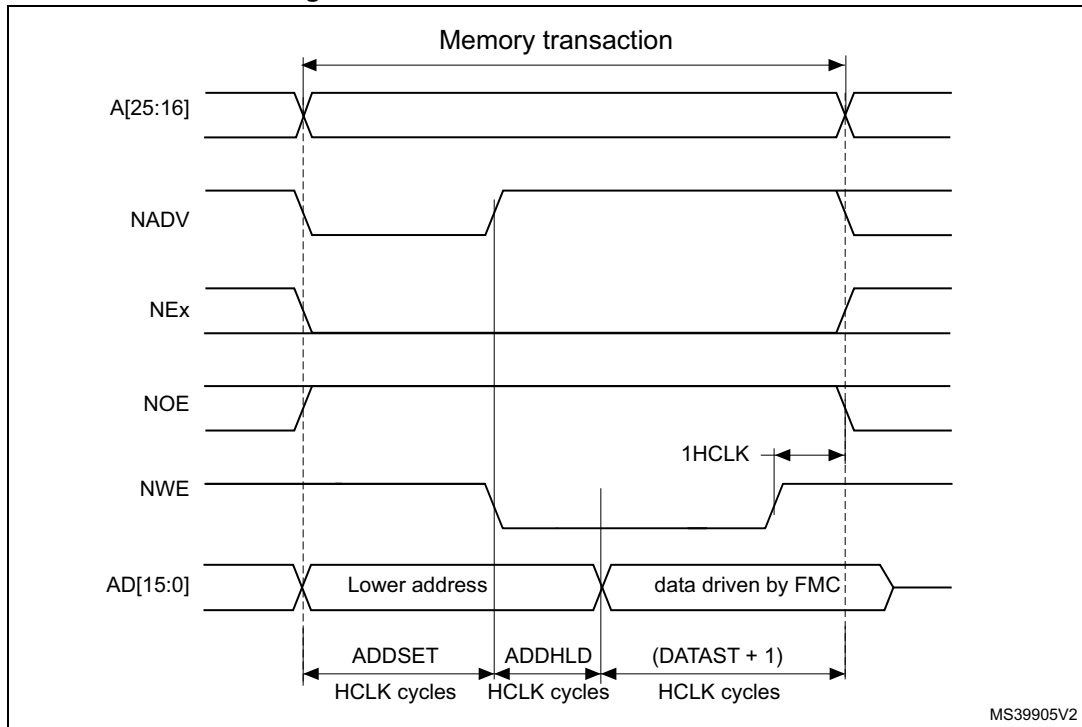 Memory transaction
A[25:16]
NADV
NEx
NOE
1HCLK
NWE
AD[15:0]
Lower address
data driven by FMC
ADDSET
ADDHLD
(DATAST + 1)
HCLK cycles
HCLK cycles
HCLK cycles
MS39905V2